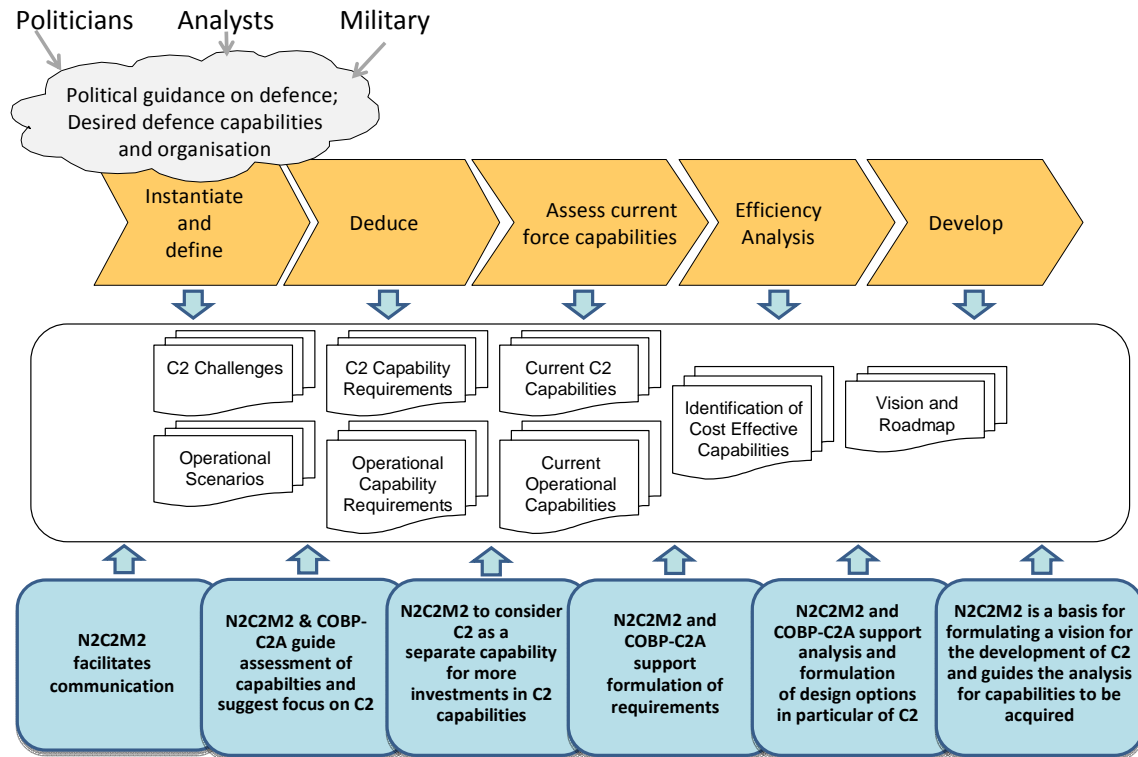 Politicians
Analysts
Military
Political guidance on defence;
Desired defence capabilities
and organisation
Instantiate
and
define
Deduce
Assess current
force capabilities
Efficiency
Analysis
Develop
C2 Challenges
C2 Capability
Requirements
Current C2
Capabilities
Identification of
Cost Effective
Capabilities
Vision and
Roadmap
Operational
Scenarios
Operational
Capability
Requirements
Current
Operational
Capabilities
N2C2M2
facilitates
communication
N2C2M2 & COBP-
C2A guide
assessment of
capabilties and
suggest focus on C2
N2C2M2 to consider
C2 as a
separate capability
for more
investments in C2
capabilities
N2C2M2 and
COBP-C2A
support
formulation of
requirements
N2C2M2 and
COBP-C2A support
analysis and
formulation
of design options
in particular of C2
N2C2M2 is a basis for
formulating a vision for
the development of C2
and guides the analysis
for capabilities to be
acquired